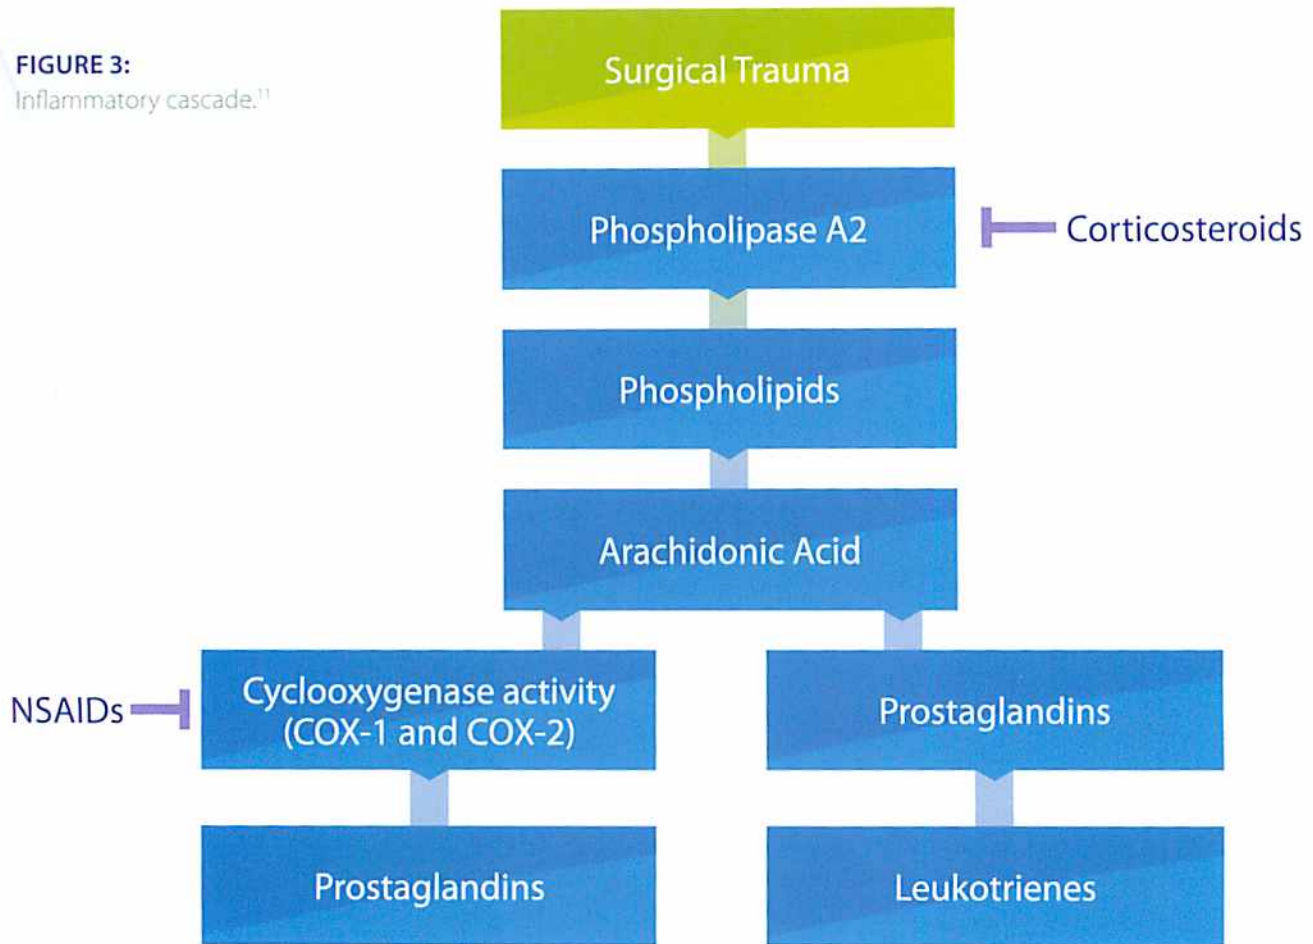 FIGURE 3:
Inflammatory cascade.¹¹
Surgical Trauma
Phospholipase A2
Corticosteroids
Phospholipids
Arachidonic Acid
NSAIDs
Cyclooxygenase activity
(COX-1 and COX-2)
Prostaglandins
Prostaglandins
Leukotrienes